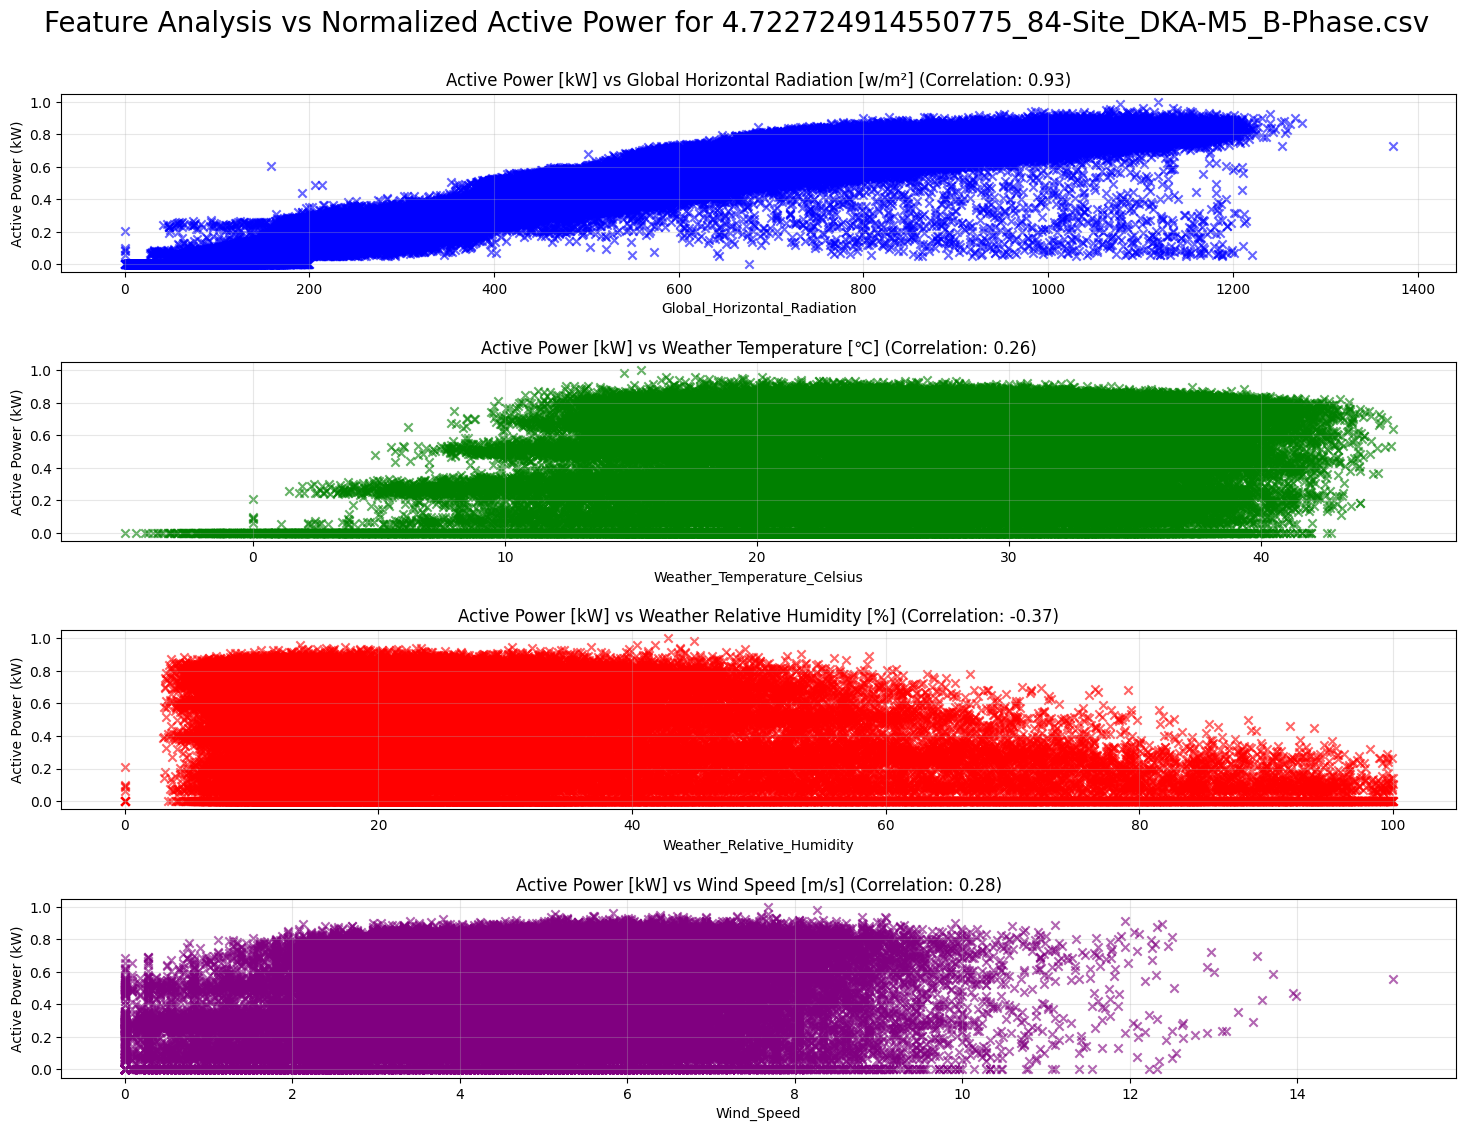 Feature Analysis vs Normalized Active Power for 4.722724914550775_84-Site_DKA-M5_B-Phase.csv
Active Power [kW] vs Global Horizontal Radiation [w/m²] (Correlation: 0.93)
Active Power (kW)
1.0
0.8
0.6
0.4
0.2
0.0
0 200 400 600 800 1000 1200 1400
Global_Horizontal_Radiation
Active Power [kW] vs Weather Temperature [℃] (Correlation: 0.26)
Active Power (kW)
1.0
0.8
0.6
0.4
0.2
0.0
0 10 20 30 40
Weather_Temperature_Celsius
Active Power [kW] vs Weather Relative Humidity [%] (Correlation: -0.37)
Active Power (kW)
1.0
0.8
0.6
0.4
0.2
0.0
0 20 40 60 80 100
Weather_Relative_Humidity
Active Power [kW] vs Wind Speed [m/s] (Correlation: 0.28)
Active Power (kW)
1.0
0.8
0.6
0.4
0.2
0.0
0 2 4 6 8 10 12 14
Wind_Speed